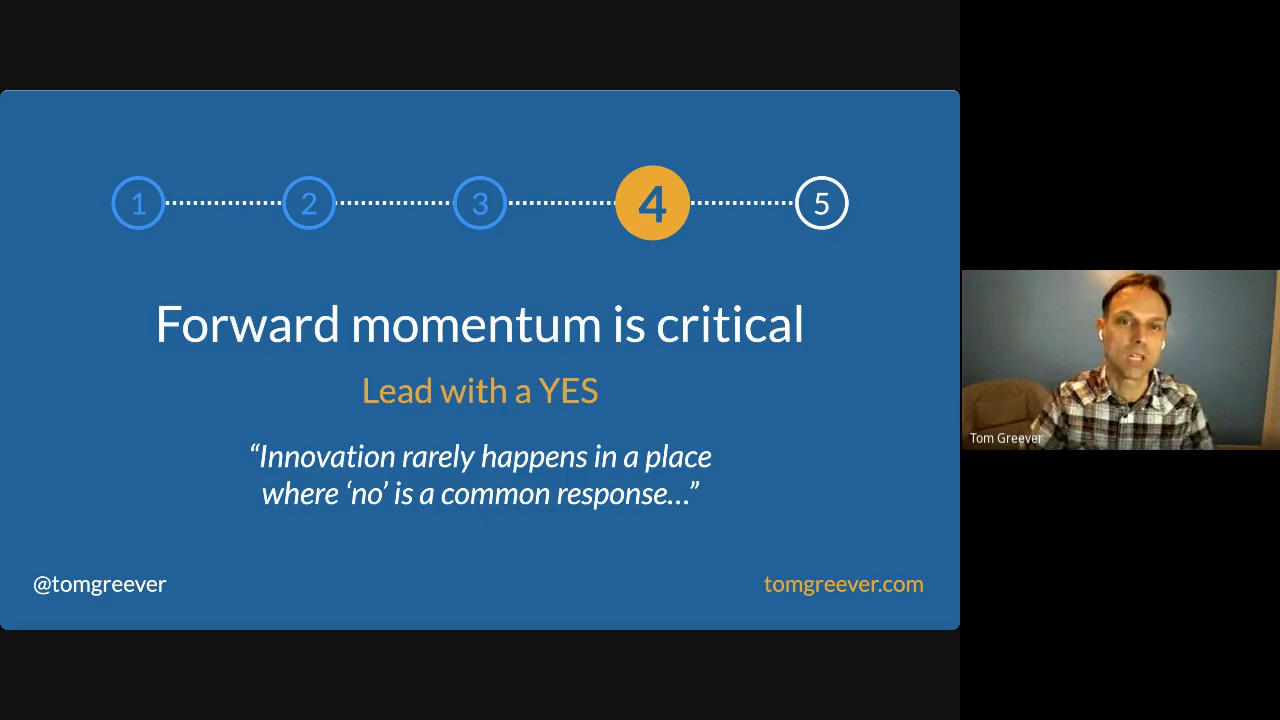 1
2
3
4
5
Forward momentum is critical
Lead with a YES
“Innovation rarely happens in a place
where ‘no’ is a common response...”
@tomgreever
tomgreever.com
Tom Greever